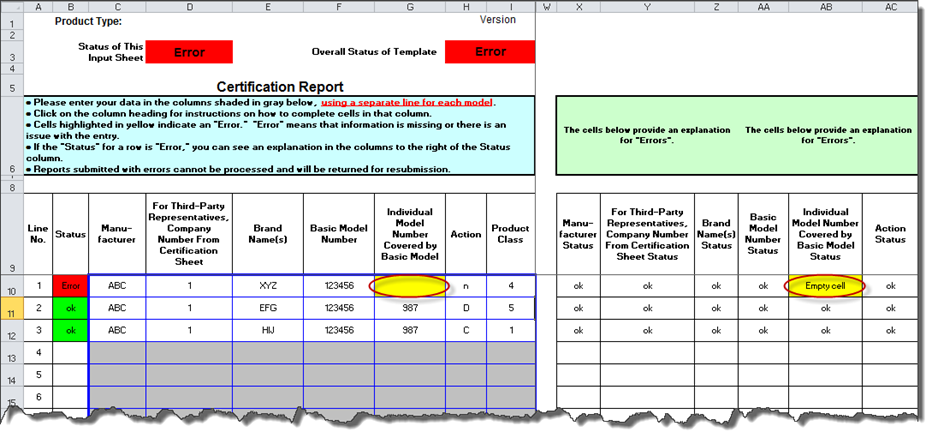 A B C D E F G H I W X Y Z AA AB AC
1 Product Type: Version
2
3 Status of This Input Sheet Error Overall Status of Template Error
4
5 Certification Report
• Please enter your data in the columns shaded in gray below, using a separate line for each model.
• Click on the column heading for instructions on how to complete cells in that column.
• Cells highlighted in yellow indicate an "Error." "Error" means that information is missing or there is an
issue with the entry.
• If the "Status" for a row is "Error," you can see an explanation in the columns to the right of the Status
column.
6 • Reports submitted with errors cannot be processed and will be returned for resubmission.
The cells below provide an explanation for "Errors". The cells below provide an explanation for "Errors".
8
9 Line No. Status Manu-facturer For Third-Party Representatives, Company Number From Certification Sheet Brand Name(s) Basic Model Number Individual Model Number Covered by Basic Model Action Product Class Manu-facturer Status For Third-Party Representatives, Company Number From Certification Sheet Status Brand Name(s) Status Basic Model Number Status Individual Model Number Covered by Basic Model Status Action Status
10 1 Error ABC 1 XYZ 123456 n 4 ok ok ok ok Empty cell ok
11 2 ok ABC 1 EFG 123456 987 D 5 ok ok ok ok ok ok
12 3 ok ABC 1 HIJ 123456 987 C 1 ok ok ok ok ok ok
13 4
14 5
15 6